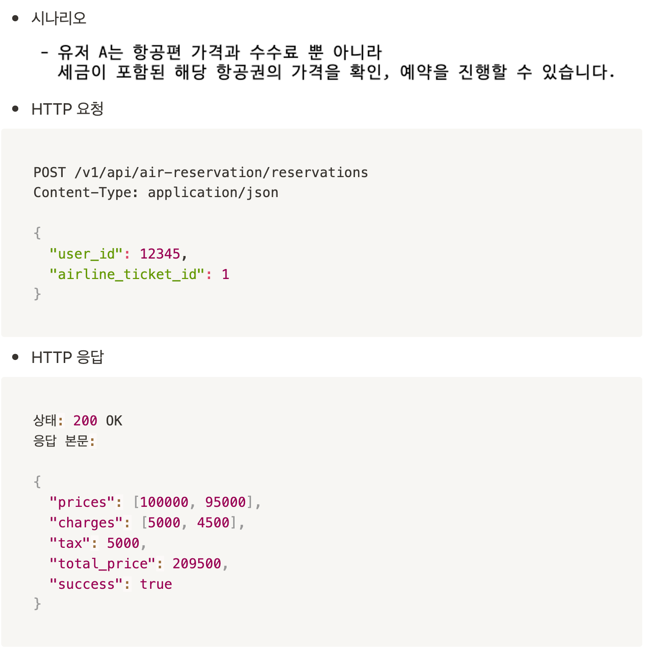 • 시나리오
- 유저 A는 항공편 가격과 수수료 뿐 아니라
세금이 포함된 해당 항공권의 가격을 확인, 예약을 진행할 수 있습니다.
• HTTP 요청
POST /v1/api/air-reservation/reservations
Content-Type: application/json
{
"user_id": 12345,
"airline_ticket_id": 1
}
• HTTP 응답
상태: 200 OK
응답 본문:
{
"prices": [100000, 95000],
"charges": [5000, 4500],
"tax": 5000,
"total_price": 209500,
"success": true
}